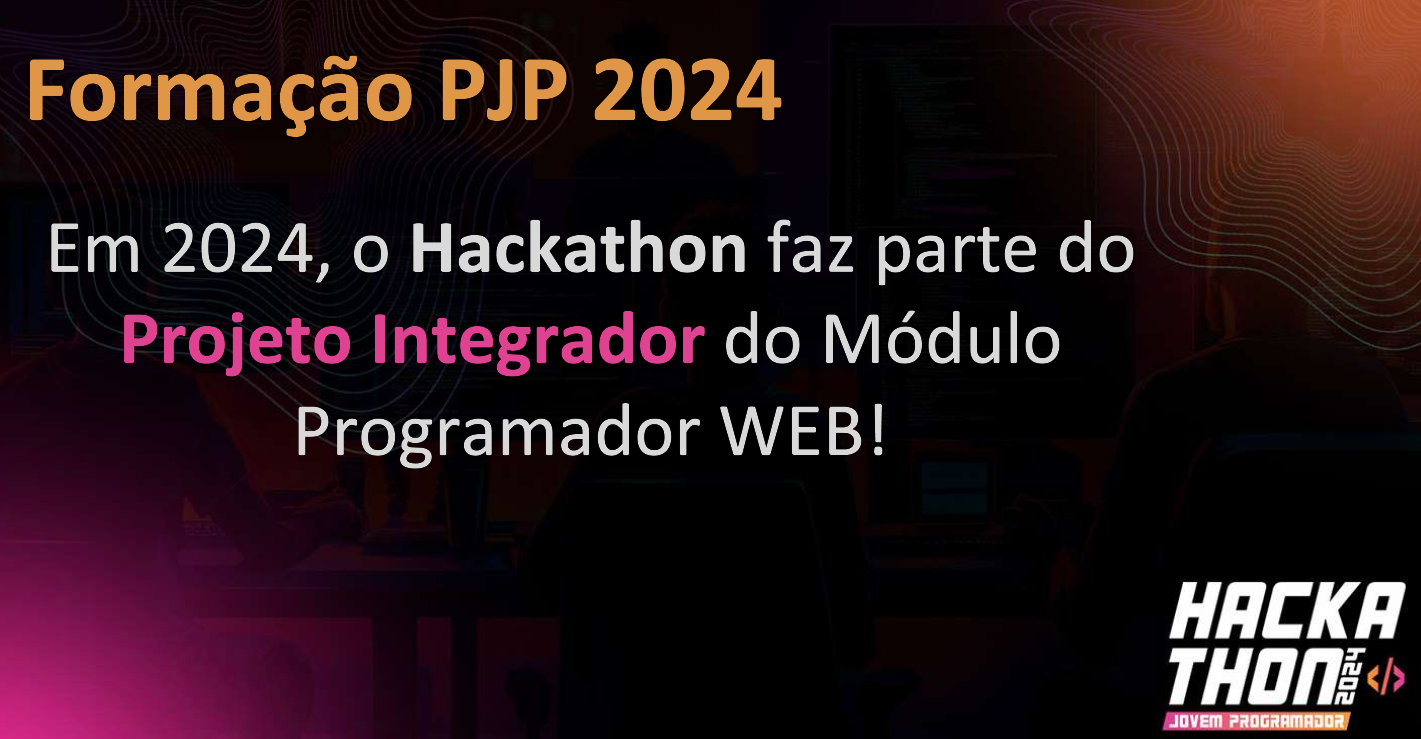 Formação PJP 2024
Em 2024, o Hackathon faz parte do
Projeto Integrador do Módulo
Programador WEB!
HACKA
THON 2024 </>
JOVEM PROGRAMADOR